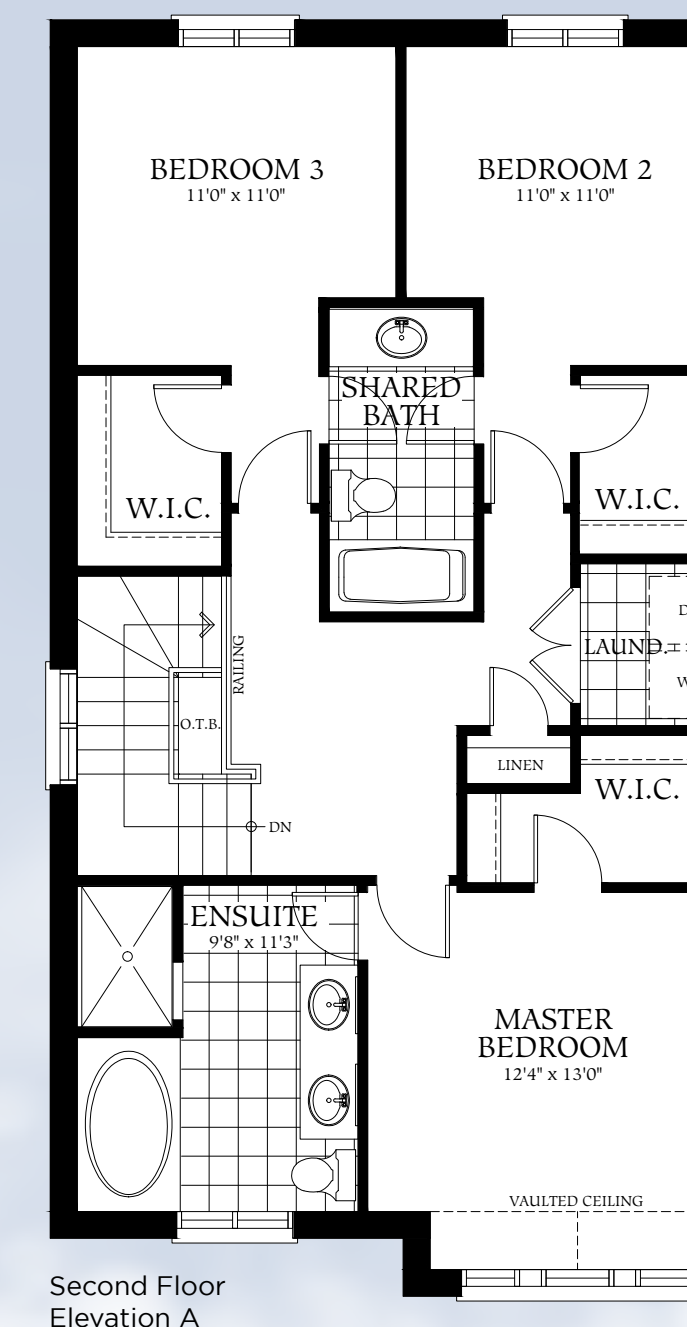 BEDROOM 3
11'0" x 11'0"
BEDROOM 2
11'0" x 11'0"
SHARED
BATH
W.I.C.
W.I.C.
RAILING
LAUND.
D
W
O.T.B.
LINEN
W.I.C.
DN
ENSUITE
9'8" x 11'3"
MASTER
BEDROOM
12'4" x 13'0"
VAULTED CEILING
Second Floor
Elevation A